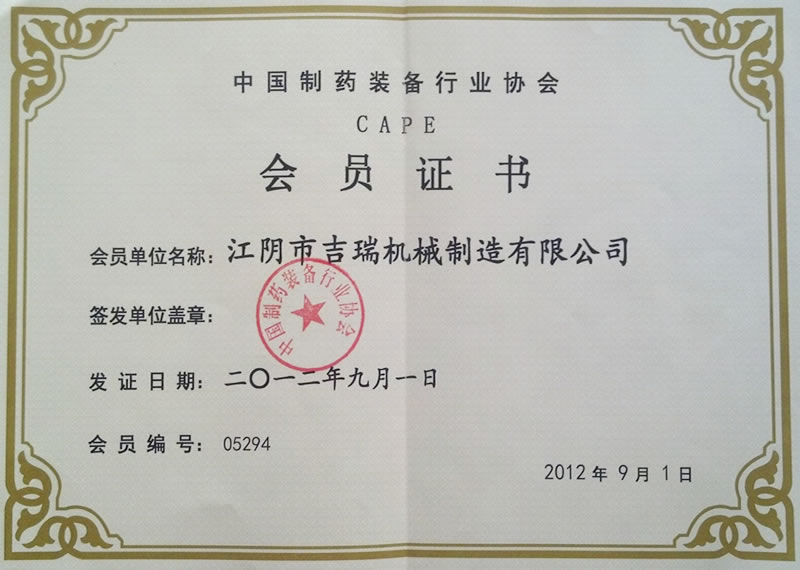 中国制药装备行业协会
CAPE
会员证书
会员单位名称：江阴市吉瑞机械制造有限公司
签发单位盖章：
中国制药装备行业协会
发证日期：二〇一二年九月一日
会员编号：05294
2012年9月1日